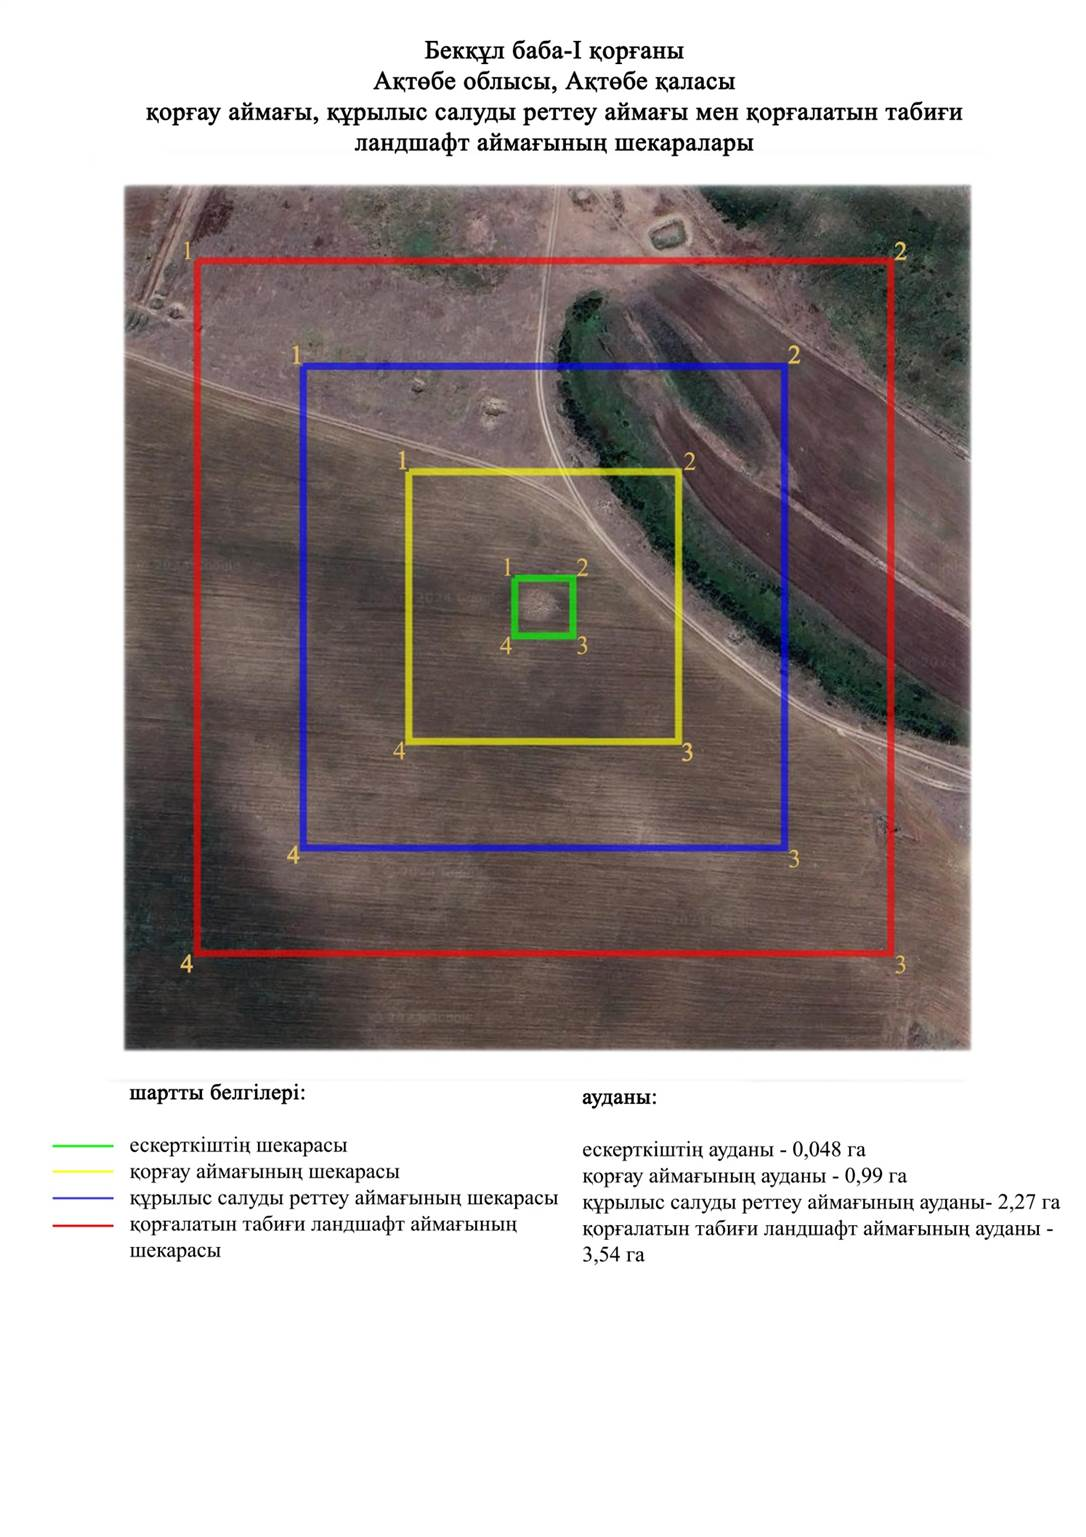 Бекқұл баба-I қорғаны
Ақтөбе облысы, Ақтөбе қаласы
қорғау аймағы, құрылыс салуды реттеу аймағы мен қорғалатын табиғи
ландшафт аймағының шекаралары
1
2
1
2
1
2
1
2
4
3
4
3
4
3
4
3
шартты белгілері:
ескерткіштің шекарасы
қорғау аймағының шекарасы
құрылыс салуды реттеу аймағының шекарасы
қорғалатын табиғи ландшафт аймағының
шекарасы
ауданы:
ескерткіштің ауданы - 0,048 га
қорғау аймағының ауданы - 0,99 га
құрылыс салуды реттеу аймағының ауданы- 2,27 га
қорғалатын табиғи ландшафт аймағының ауданы -
3,54 га